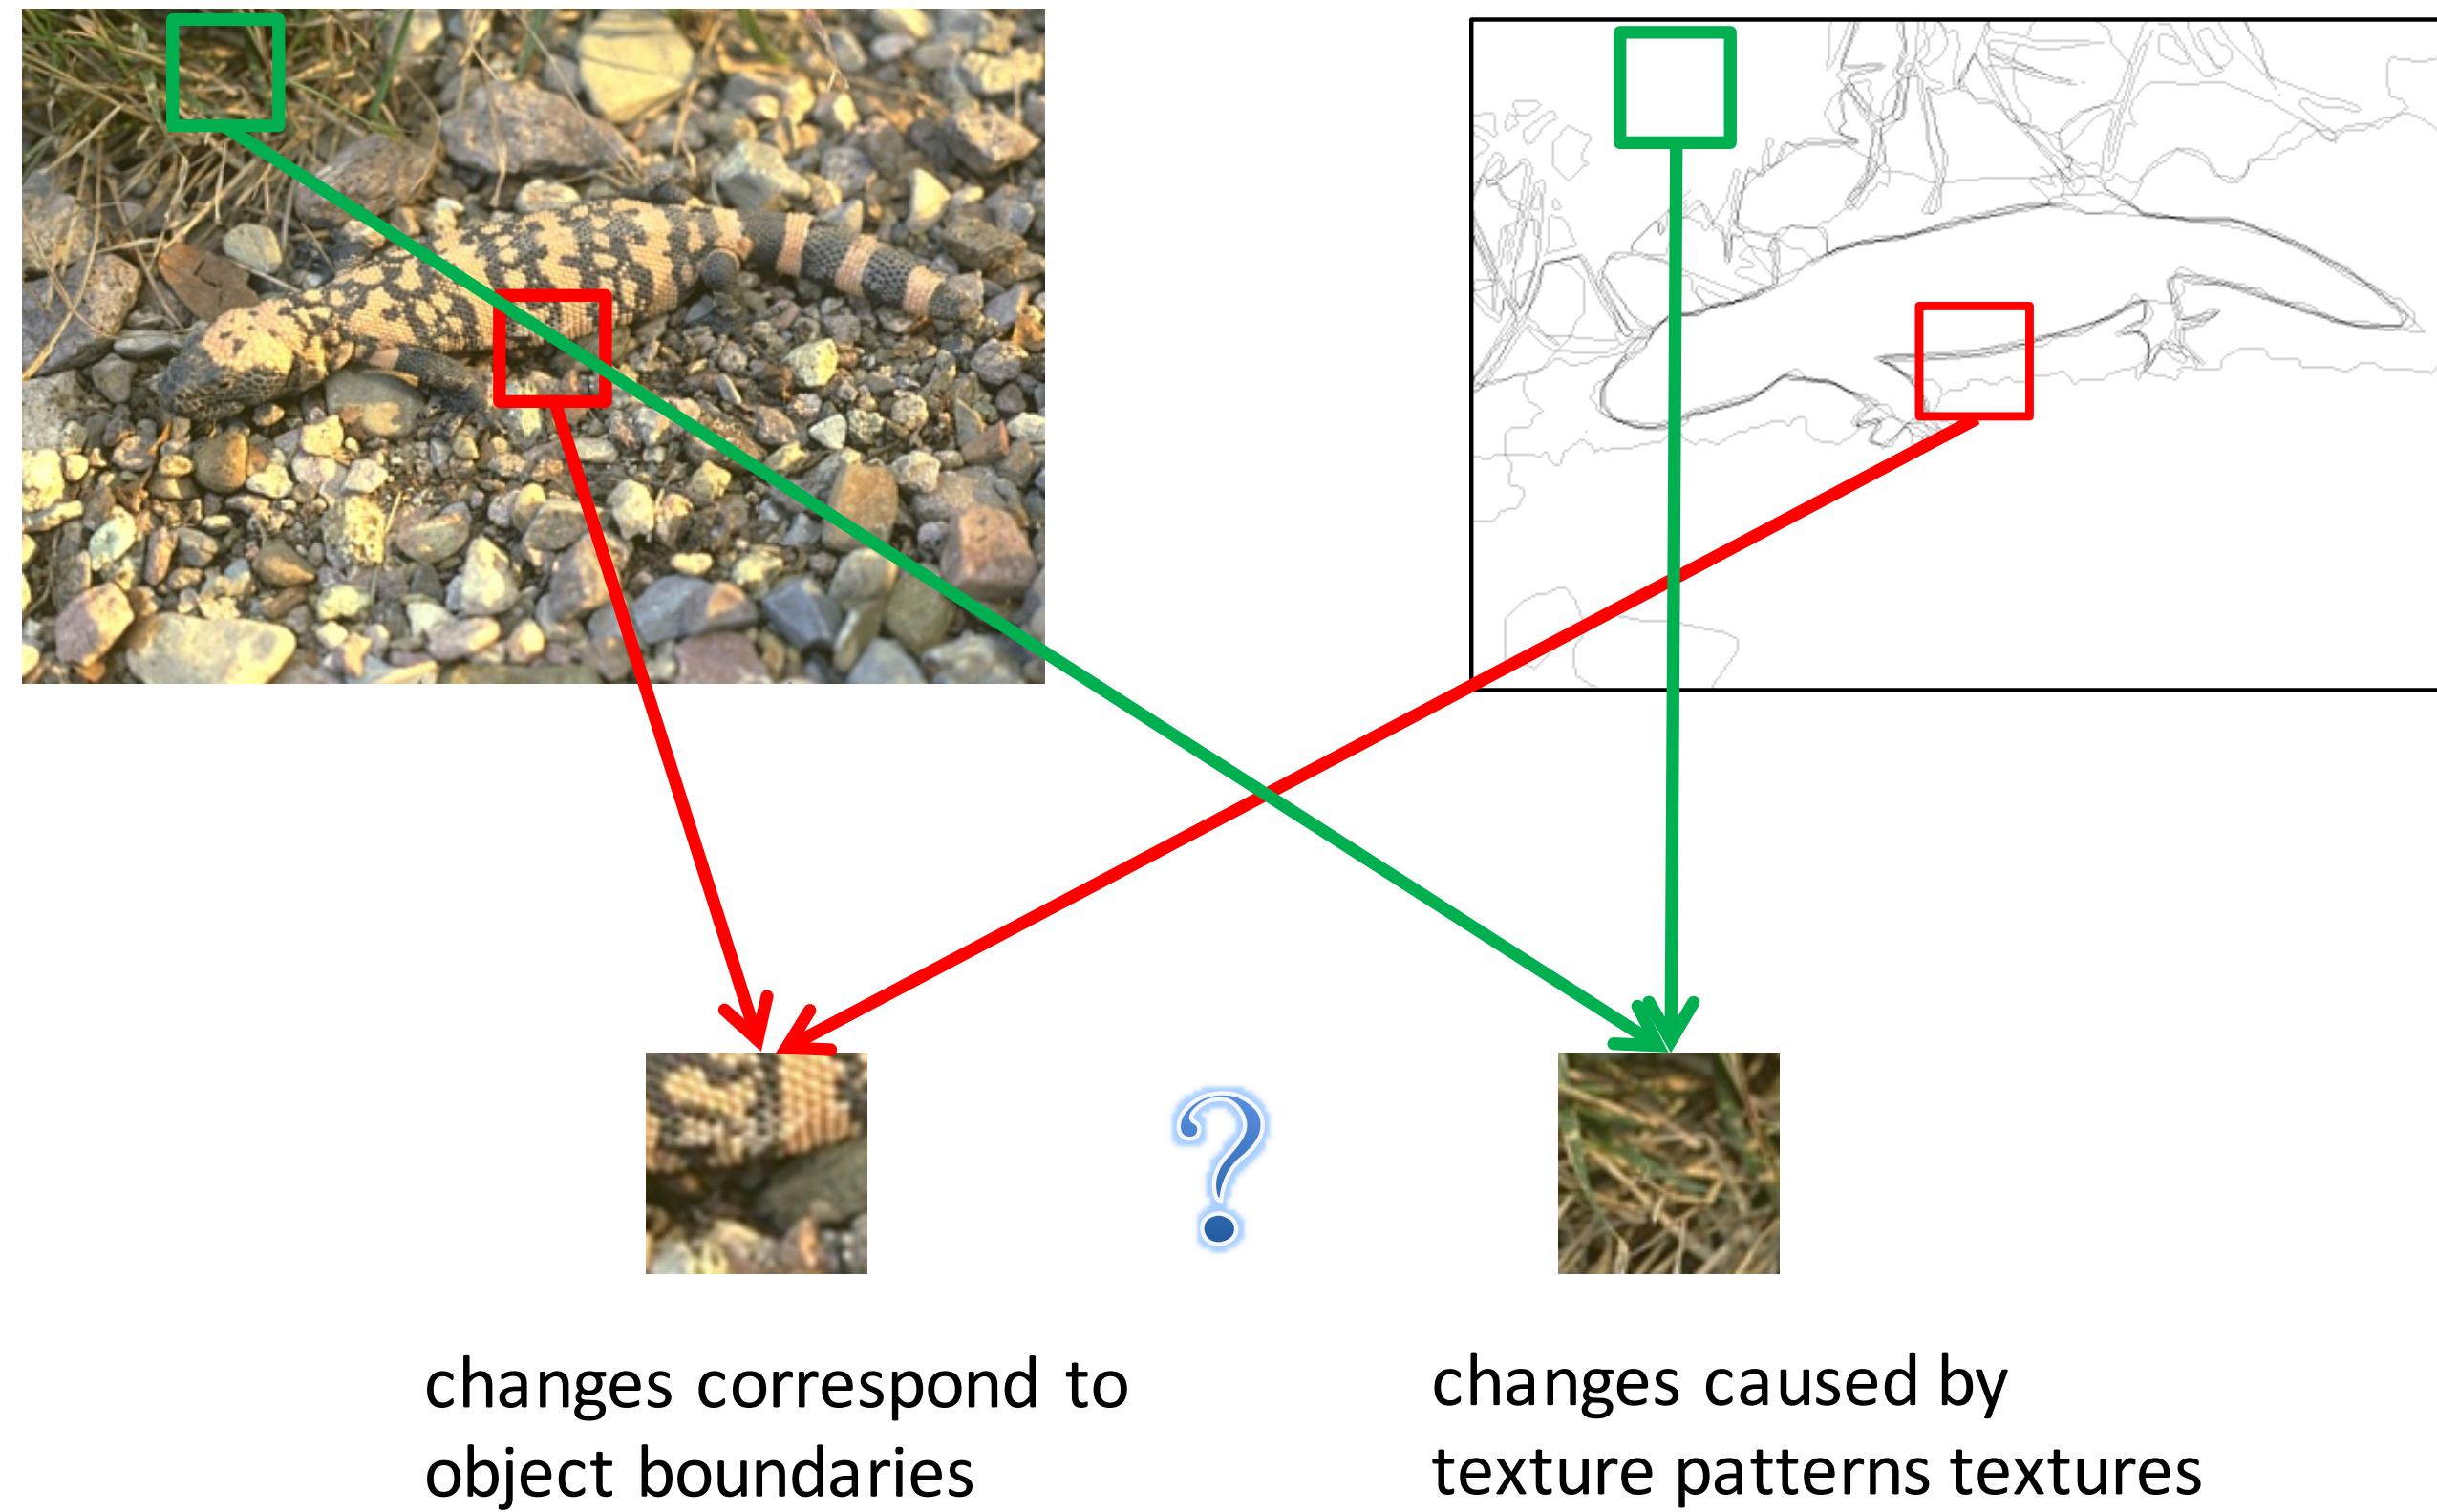 ?
changes correspond to
object boundaries
changes caused by
texture patterns textures